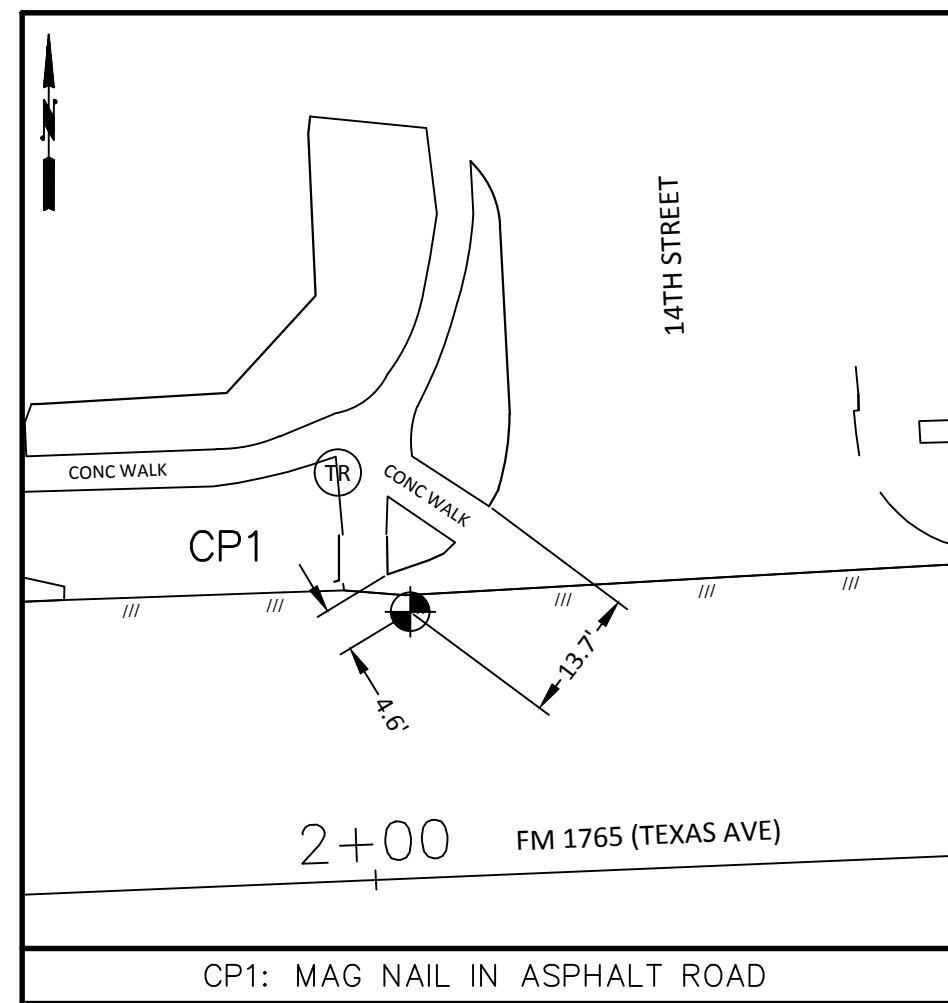 N
14TH STREET
CONC WALK
TR
CONC WALK
CP1
///
///
///
///
///
13.7'
4.6'
2+00
FM 1765 (TEXAS AVE)
CP1: MAG NAIL IN ASPHALT ROAD